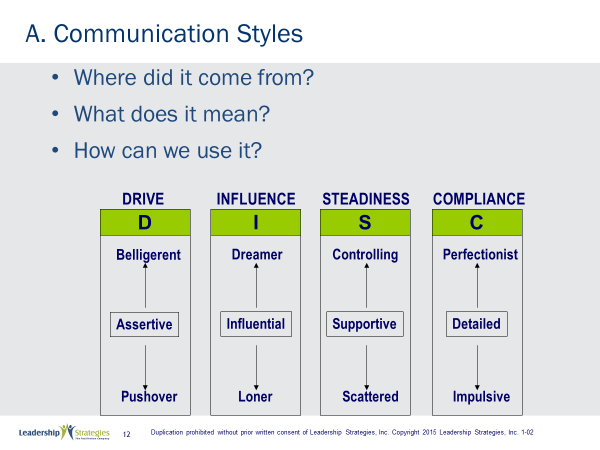 A. Communication Styles
• Where did it come from?
• What does it mean?
• How can we use it?
DRIVE INFLUENCE STEADINESS COMPLIANCE
D I S C
Belligerent Dreamer Controlling Perfectionist
Assertive Influential Supportive Detailed
Pushover Loner Scattered Impulsive
Leadership Strategies
The Facilitation Company
12
Duplication prohibited without prior written consent of Leadership Strategies, Inc. Copyright 2015 Leadership Strategies, Inc. 1-02